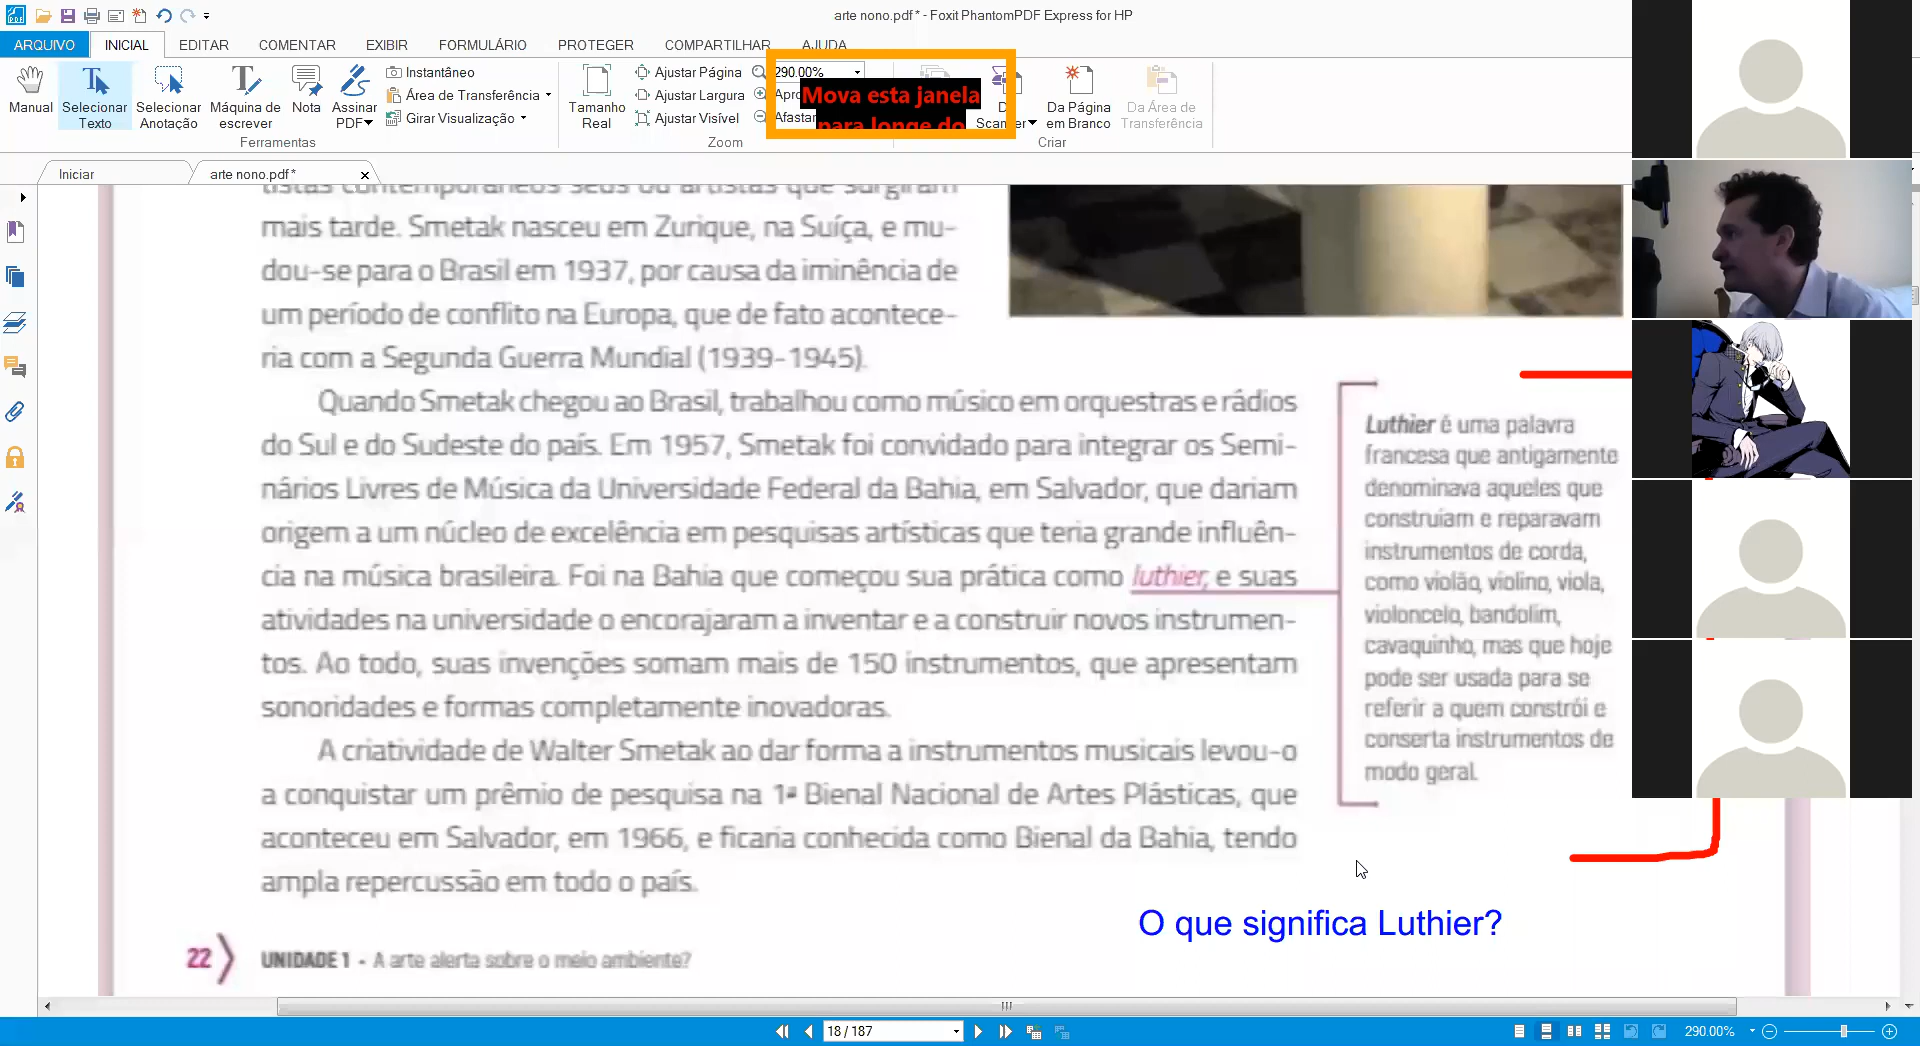 arte nono.pdf * - Foxit PhantomPDF Express for HP
ARQUIVO INICIAL EDITAR COMENTAR EXIBIR FORMULÁRIO PROTEGER COMPARTILHAR AJUDA
Manual
Selecionar
Texto
Selecionar
Anotação
Máquina de
escrever
Nota
Assinar
PDF
Instantâneo
Área de Transferência
Girar Visualização
Ferramentas
Tamanho
Real
Ajustar Página
Ajustar Largura
Ajustar Visível
290.00%
Afastar
Zoom
Mova esta janela
para longe do
Scanner
Da Página
em Branco
Da Área de
Transferência
Criar
Iniciar
arte nono.pdf *
tistas contemporâneos seus ou artistas que surgiram
mais tarde. Smetak nasceu em Zurique, na Suíça, e mu-
dou-se para o Brasil em 1937, por causa da iminência de
um período de conflito na Europa, que de fato acontece-
ria com a Segunda Guerra Mundial (1939-1945).
Quando Smetak chegou ao Brasil, trabalhou como músico em orquestras e rádios
do Sul e do Sudeste do país. Em 1957, Smetak foi convidado para integrar os Semi-
nários Livres de Música da Universidade Federal da Bahia, em Salvador, que dariam
origem a um núcleo de excelência em pesquisas artísticas que teria grande influên-
cia na música brasileira. Foi na Bahia que começou sua prática como luthier, e suas
atividades na universidade o encorajaram a inventar e a construir novos instrumen-
tos. Ao todo, suas invenções somam mais de 150 instrumentos, que apresentam
sonoridades e formas completamente inovadoras.
A criatividade de Walter Smetak ao dar forma a instrumentos musicais levou-o
a conquistar um prêmio de pesquisa na 1ª Bienal Nacional de Artes Plásticas, que
aconteceu em Salvador, em 1966, e ficaria conhecida como Bienal da Bahia, tendo
ampla repercussão em todo o país.
Luthier é uma palavra
francesa que antigamente
denominava aqueles que
construíam e reparavam
instrumentos de corda,
como violão, violino, viola,
violoncelo, bandolim,
cavaquinho, mas que hoje
pode ser usada para se
referir a quem constrói e
conserta instrumentos de
modo geral.
O que significa Luthier?
22 UNIDADE 1 - A arte alerta sobre o meio ambiente?
18 / 187
290.00%